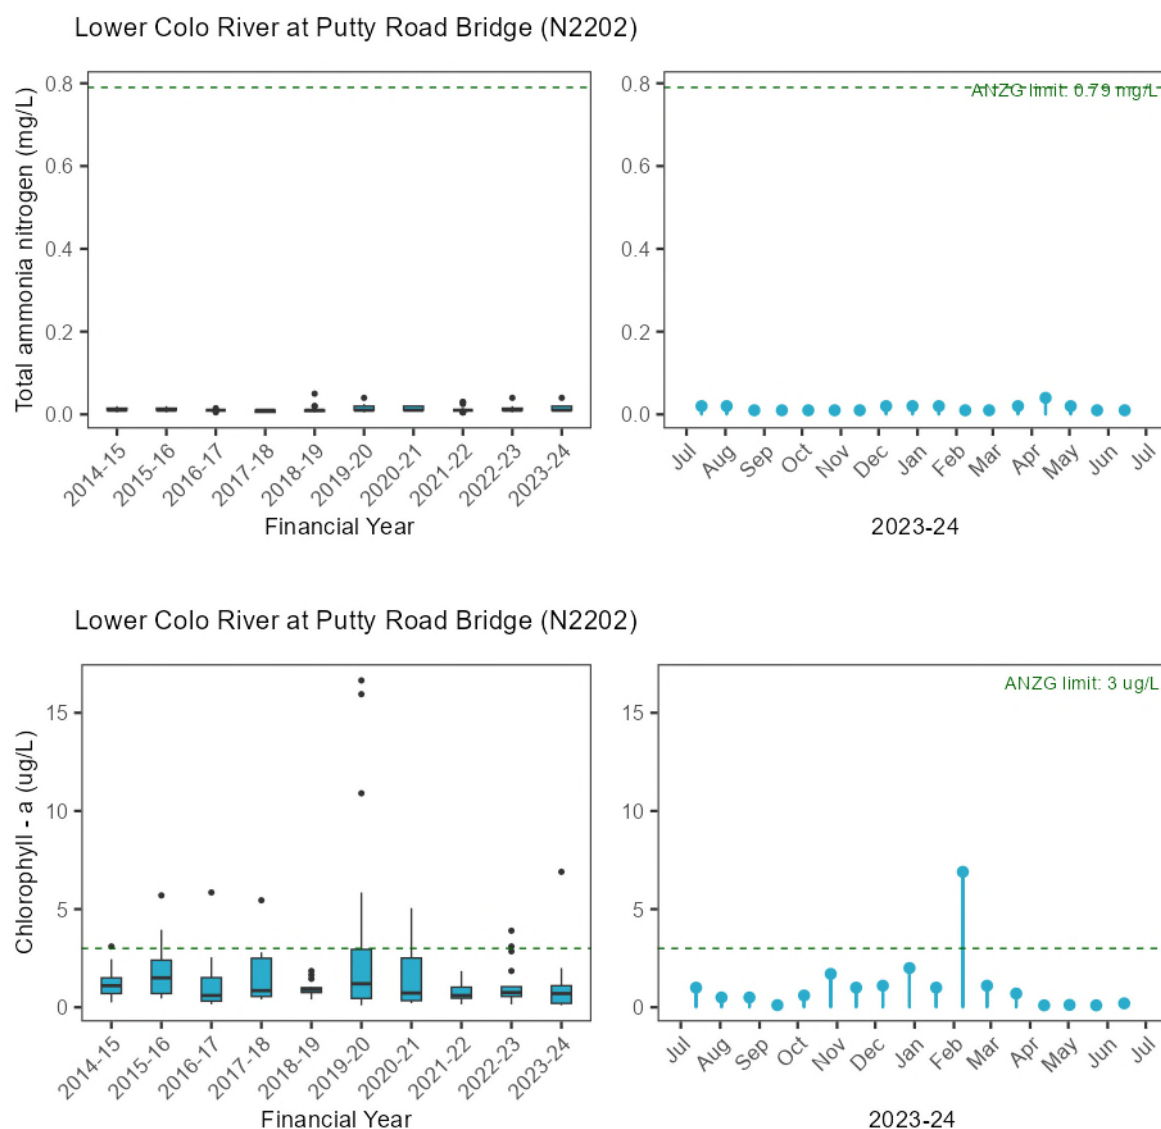 Lower Colo River at Putty Road Bridge (N2202)
Total ammonia nitrogen (mg/L)
0.8
0.6
0.4
0.2
0.0
2014-15 2015-16 2016-17 2017-18 2018-19 2019-20 2020-21 2021-22 2022-23 2023-24
Financial Year
ANZG limit: 0.79 mg/L
0.8
0.6
0.4
0.2
0.0
Jul Aug Sep Oct Nov Dec Jan Feb Mar Apr May Jun Jul
2023-24
Lower Colo River at Putty Road Bridge (N2202)
Chlorophyll - a (ug/L)
15
10
5
0
2014-15 2015-16 2016-17 2017-18 2018-19 2019-20 2020-21 2021-22 2022-23 2023-24
Financial Year
ANZG limit: 3 ug/L
15
10
5
0
Jul Aug Sep Oct Nov Dec Jan Feb Mar Apr May Jun Jul
2023-24